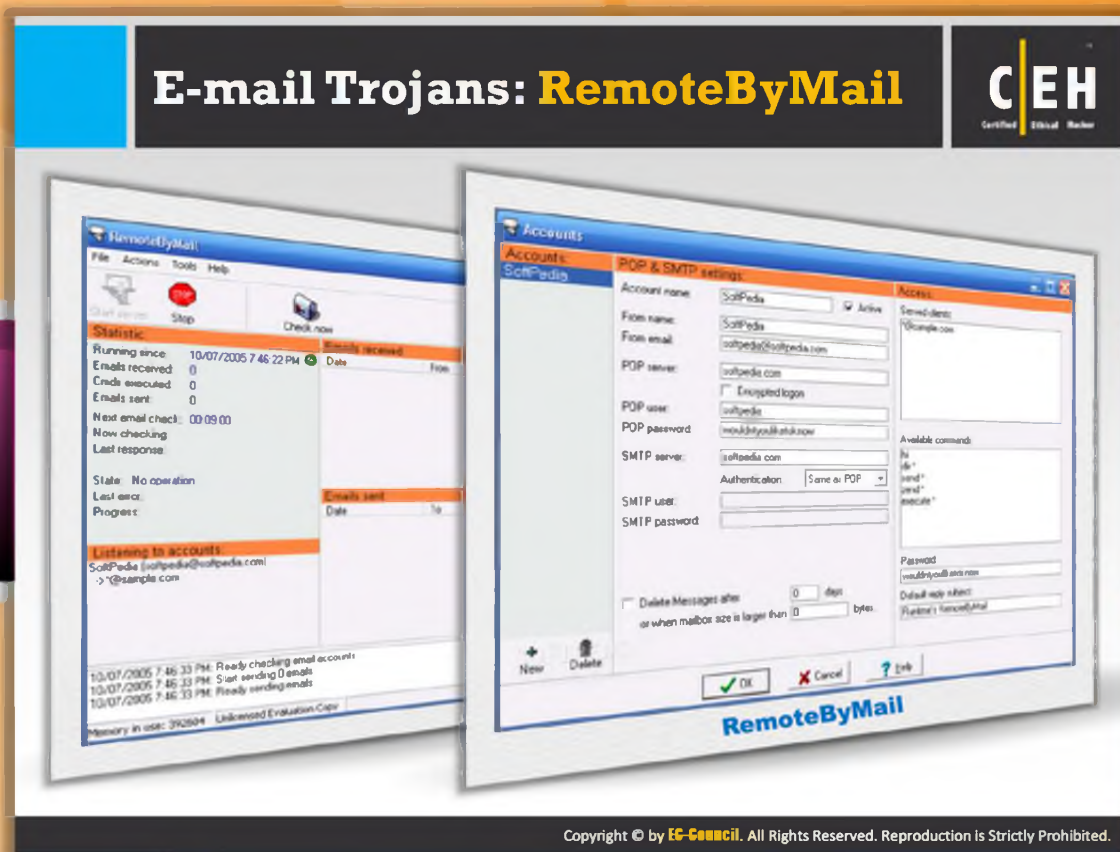 E-mail Trojans: RemoteByMail
C EH
Certified Ethical Hacker
RemoteByMail
File Actions Tools Help
Start server
Stop
Check now
Statistic:
Running since: 10/07/2005 7:46:22 PM
Emails received: 0
Cmds executed: 0
Emails sent: 0
Next email check: 00:09:00
Now checking:
Last response:
State: No operation
Last error:
Progress:
Emails received
Date From
Emails sent
Date To
Listening to accounts:
SoftPedia (softpedia@softpedia.com)
-> *@sample.com
10/07/2005 7:46:33 PM: Ready checking email accounts
10/07/2005 7:46:33 PM: Start sending 0 emails
10/07/2005 7:46:33 PM: Ready sending emails
Memory in use: 392604 Unlicensed Evaluation Copy
Accounts
Accounts:
SoftPedia
New
Delete
POP & SMTP settings:
Account name: SoftPedia Active
From name: SoftPedia
From email: softpedia@softpedia.com
POP server: softpedia.com
Encrypted logon
POP user: softpedia
POP password: wouldntyouliketoknow
SMTP server: softpedia.com
Authentication: Same as POP
SMTP user:
SMTP password:
Delete Messages after 0 days
or when mailbox size is larger than 0 bytes.
Access:
Served clients:
*@sample.com
Available commands:
hi
dir *
send *
execute *
Password:
Default reply subject:
Runtime's RemoteByMail
OK
Cancel
Help
RemoteByMail
Copyright © by EC-Council. All Rights Reserved. Reproduction is Strictly Prohibited.